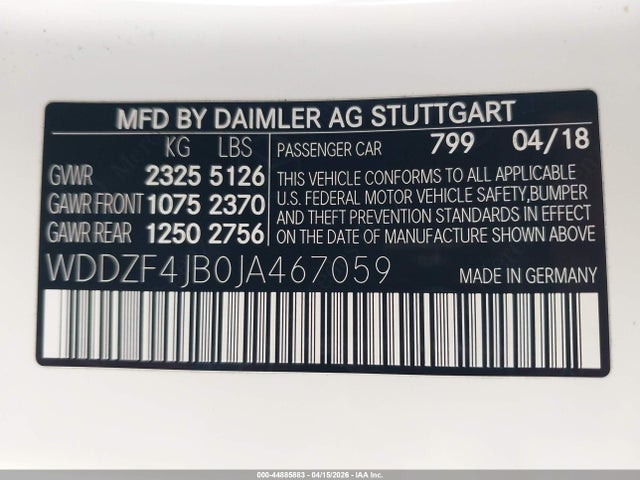 MFD BY DAIMLER AG STUTTGART
KG LBS
GVWR 2325 5126
GAWR FRONT 1075 2370
GAWR REAR 1250 2756
PASSENGER CAR 799 04/18
THIS VEHICLE CONFORMS TO ALL APPLICABLE
U.S. FEDERAL MOTOR VEHICLE SAFETY, BUMPER
AND THEFT PREVENTION STANDARDS IN EFFECT
ON THE DATE OF MANUFACTURE SHOWN ABOVE
WDDZF4JB0JA467059 MADE IN GERMANY
000-44885883 - 04/15/2026 - IAA Inc.